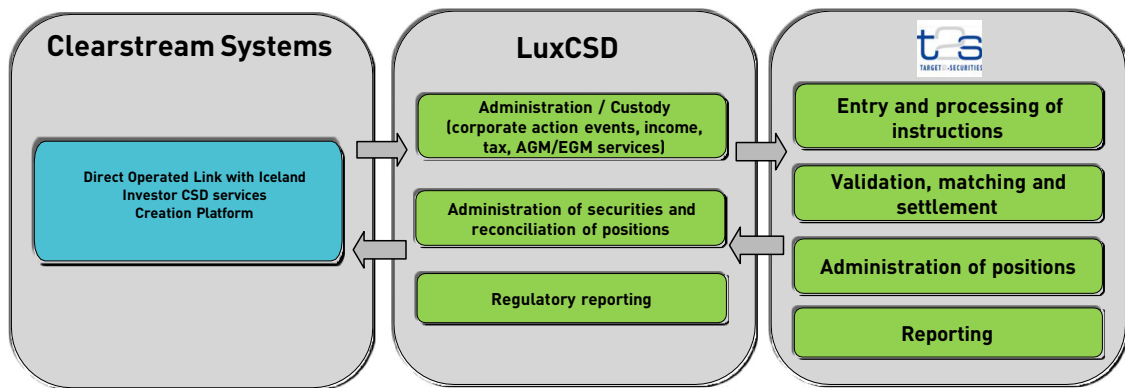 Clearstream Systems
Direct Operated Link with Iceland
Investor CSD services
Creation Platform
LuxCSD
Administration / Custody
(corporate action events, income,
tax, AGM/EGM services)
Administration of securities and
reconciliation of positions
Regulatory reporting
t2s
TARGET2-SECURITIES
Entry and processing of
instructions
Validation, matching and
settlement
Administration of positions
Reporting